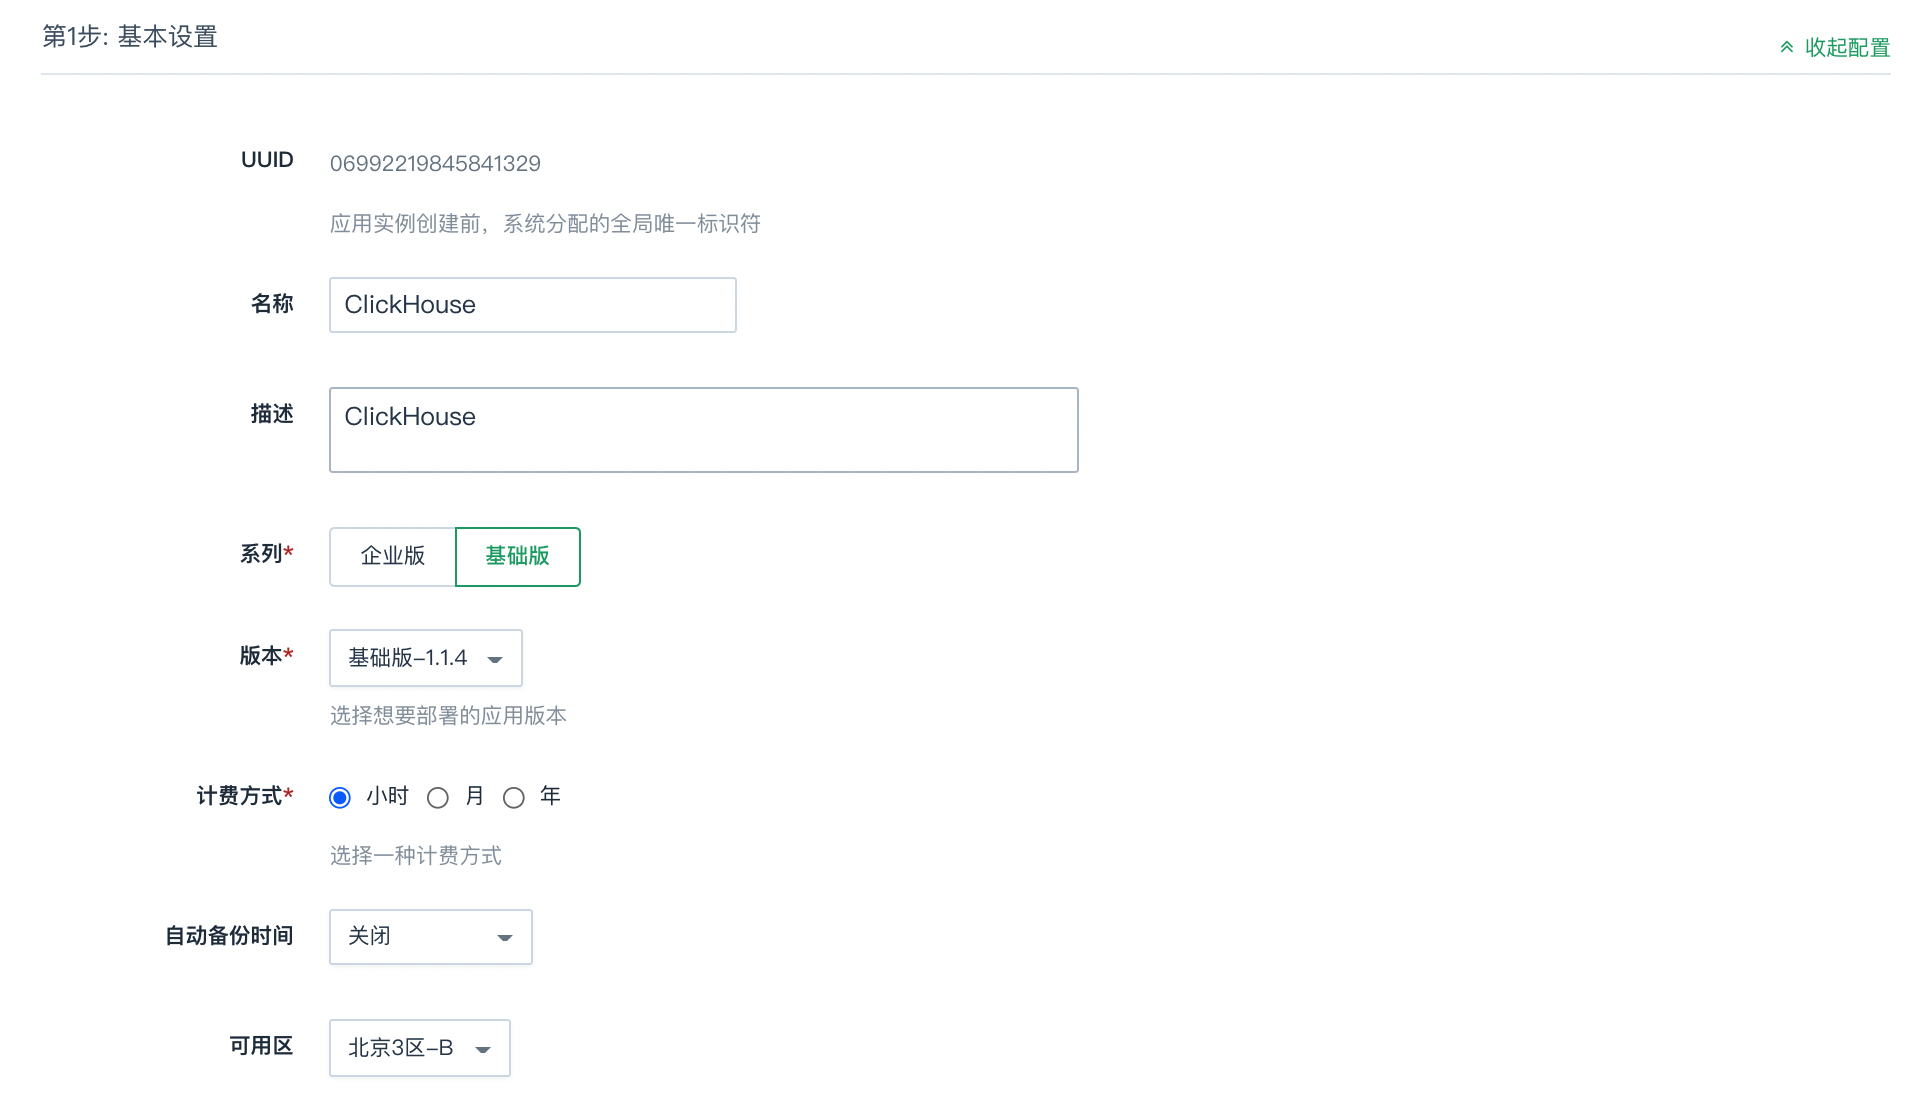 第1步: 基本设置
收起配置
UUID 06992219845841329
应用实例创建前，系统分配的全局唯一标识符
名称 ClickHouse
描述 ClickHouse
系列* 企业版 基础版
版本* 基础版-1.1.4
选择想要部署的应用版本
计费方式* 小时 月 年
选择一种计费方式
自动备份时间 关闭
可用区 北京3区-B